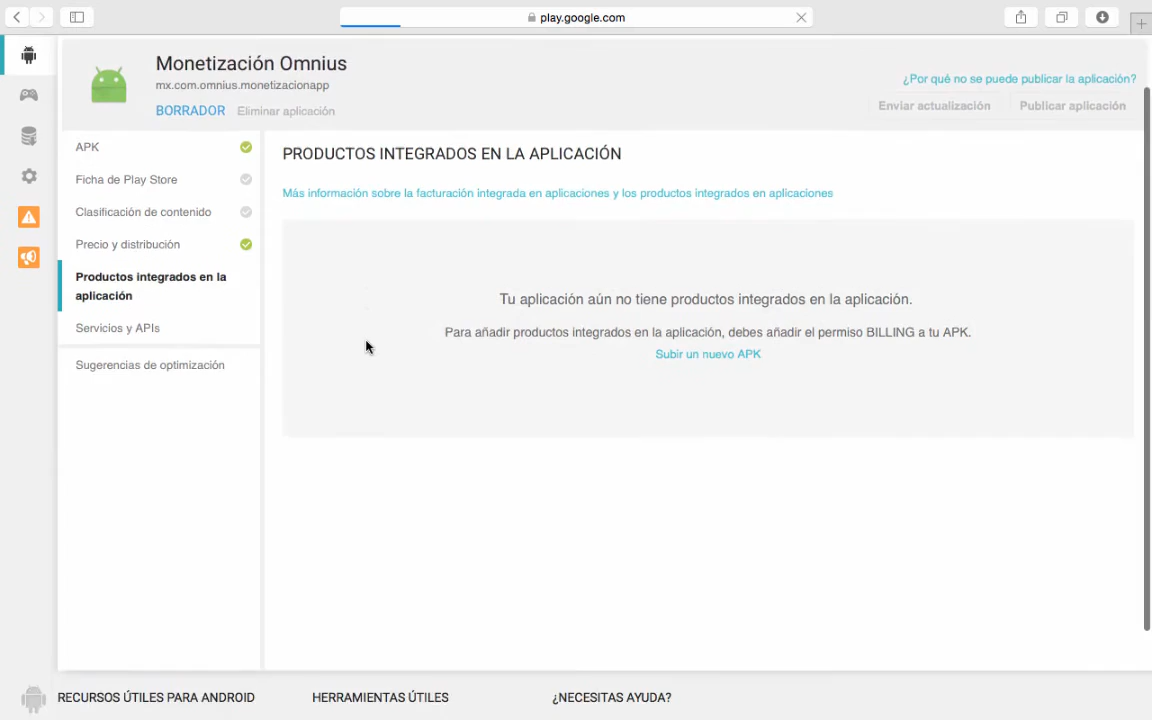 play.google.com
Monetización Omnius
mx.com.omnius.monetizacionapp
BORRADOR Eliminar aplicación
¿Por qué no se puede publicar la aplicación?
Enviar actualización Publicar aplicación
APK
Ficha de Play Store
Clasificación de contenido
Precio y distribución
Productos integrados en la
aplicación
Servicios y APIs
Sugerencias de optimización
PRODUCTOS INTEGRADOS EN LA APLICACIÓN
Más información sobre la facturación integrada en aplicaciones y los productos integrados en aplicaciones
Tu aplicación aún no tiene productos integrados en la aplicación.
Para añadir productos integrados en la aplicación, debes añadir el permiso BILLING a tu APK.
Subir un nuevo APK
RECURSOS ÚTILES PARA ANDROID HERRAMIENTAS ÚTILES ¿NECESITAS AYUDA?